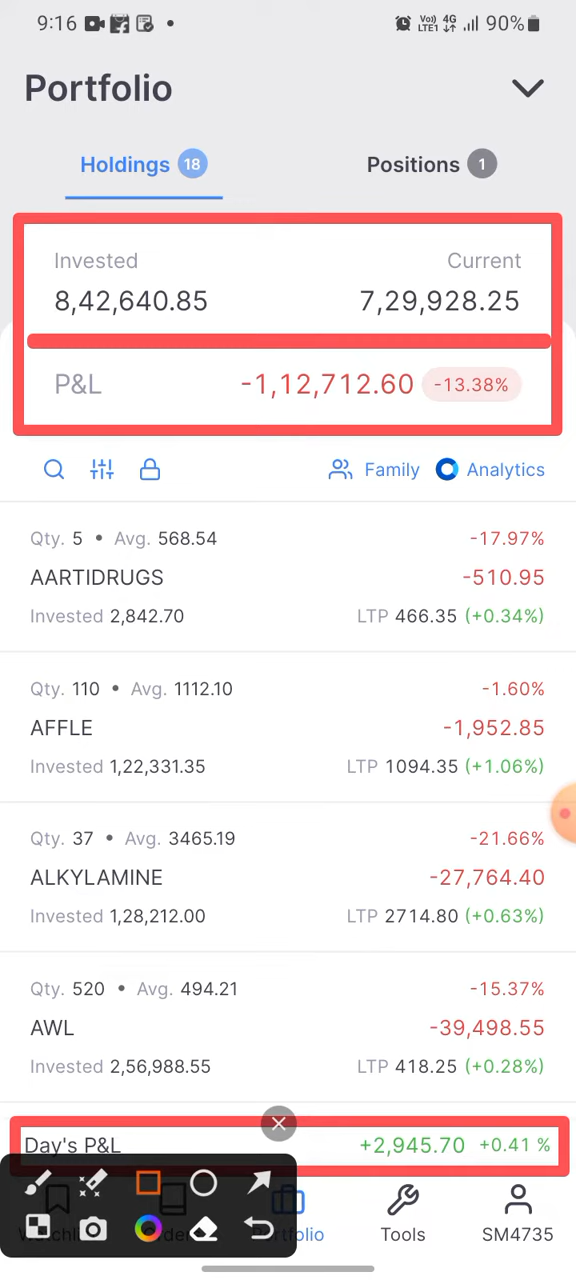 9:16 Vo) LTE1 4G 90%
Portfolio
Holdings 18 Positions 1
Invested Current
8,42,640.85 7,29,928.25
P&L -1,12,712.60 -13.38%
Family Analytics
Qty. 5 • Avg. 568.54 -17.97%
AARTIDRUGS -510.95
Invested 2,842.70 LTP 466.35 (+0.34%)
Qty. 110 • Avg. 1112.10 -1.60%
AFFLE -1,952.85
Invested 1,22,331.35 LTP 1094.35 (+1.06%)
Qty. 37 • Avg. 3465.19 -21.66%
ALKYLAMINE -27,764.40
Invested 1,28,212.00 LTP 2714.80 (+0.63%)
Qty. 520 • Avg. 494.21 -15.37%
AWL -39,498.55
Invested 2,56,988.55 LTP 418.25 (+0.28%)
Day's P&L +2,945.70 +0.41 %
Tools SM4735